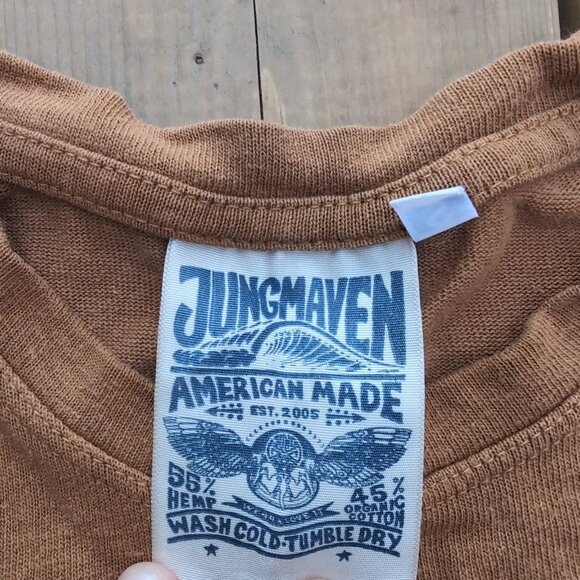 JUNGMAVEN
AMERICAN MADE
EST. 2005
55% HEMP
45% ORGANIC COTTON
WASH COLD • TUMBLE DRY